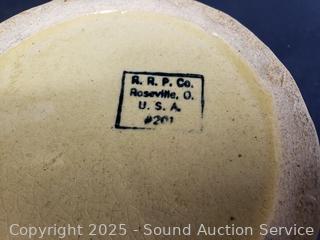 R. R. P. Co.
Roseville, O.
U. S. A.
#201
Copyright 2025 - Sound Auction Service